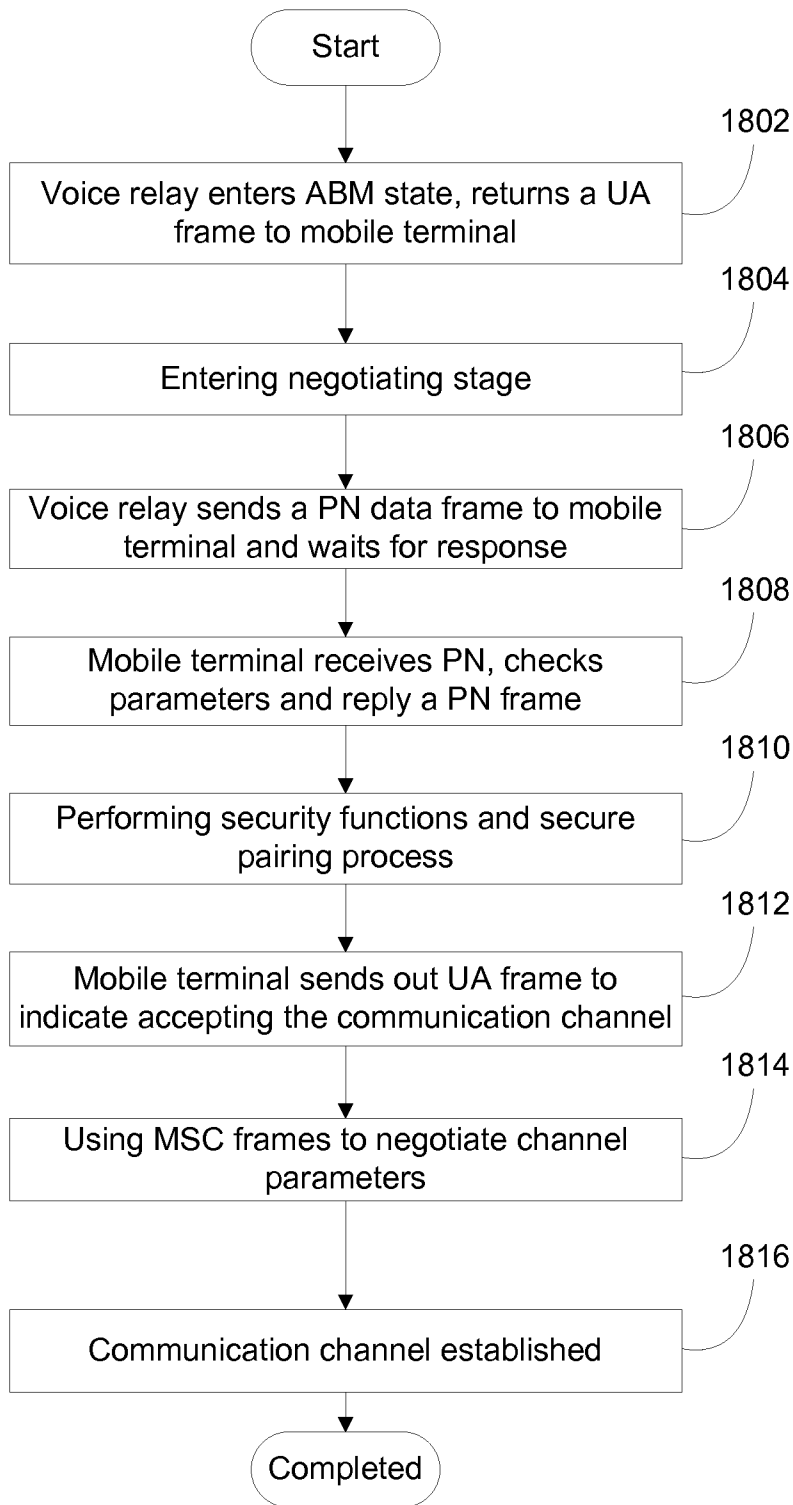 Start
1802
Voice relay enters ABM state, returns a UA
frame to mobile terminal
1804
Entering negotiating stage
1806
Voice relay sends a PN data frame to mobile
terminal and waits for response
1808
Mobile terminal receives PN, checks
parameters and reply a PN frame
1810
Performing security functions and secure
pairing process
1812
Mobile terminal sends out UA frame to
indicate accepting the communication channel
1814
Using MSC frames to negotiate channel
parameters
1816
Communication channel established
Completed